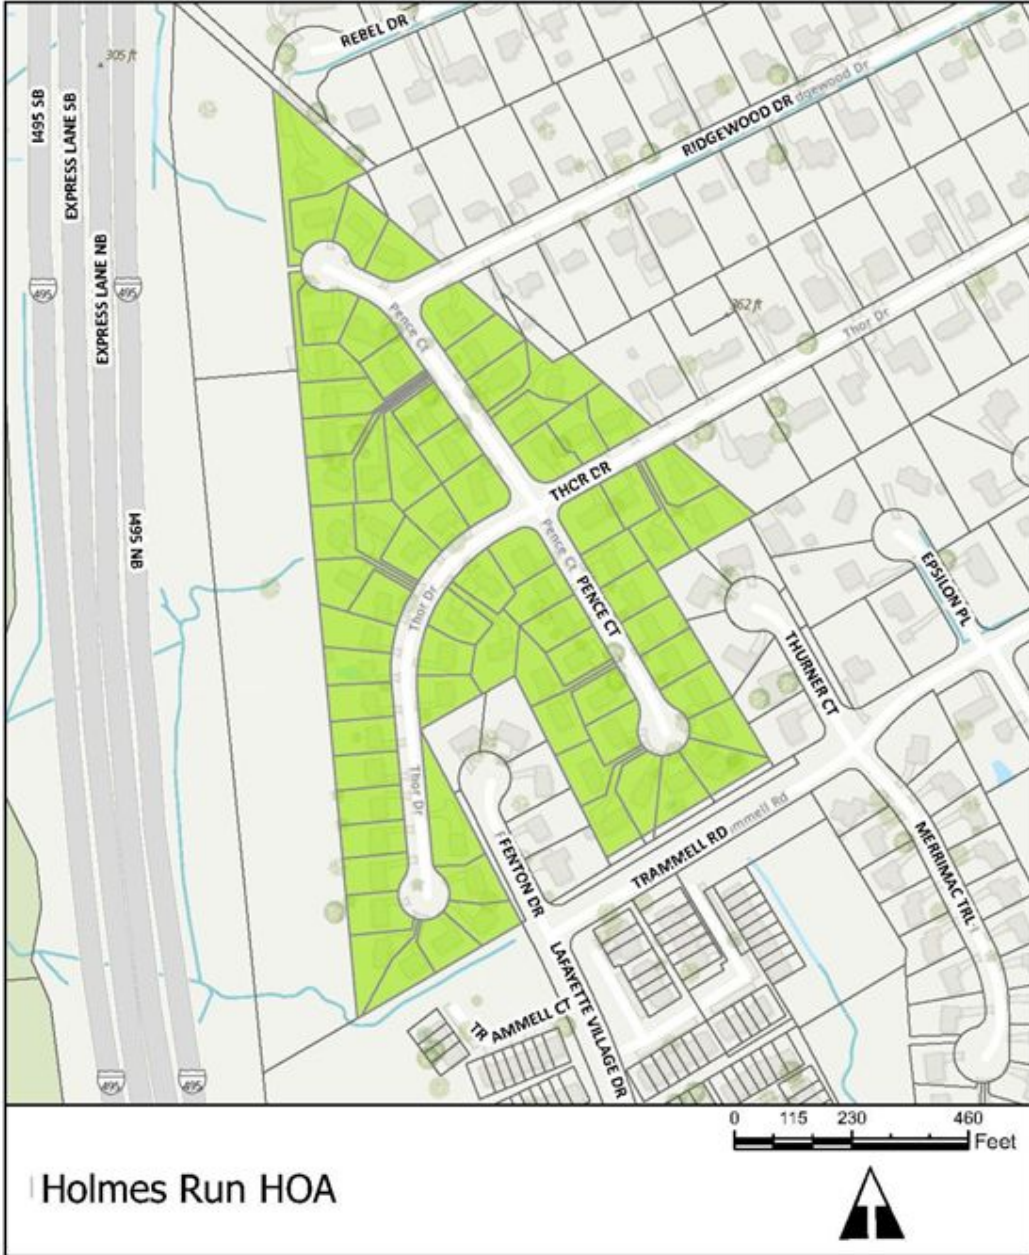 REBEL DR
305 ft
I495 SB
EXPRESS LANE SB
EXPRESS LANE NB
RIDGEWOOD DR
dgewood Dr
495
495
Pence Ct
362 ft
Thor Dr
THOR DR
I495 NB
Pence Ct
PENCE CT
EPSILON PL
Thor Dr
THURNER CT
Thor Dr
FENTON DR
TRAMMELL RD
mmell Rd
MERRIMAC TRL
LAFAYETTE VILLAGE DR
TRAMMELL CT
495
495
0 115 230 460
Feet
Holmes Run HOA